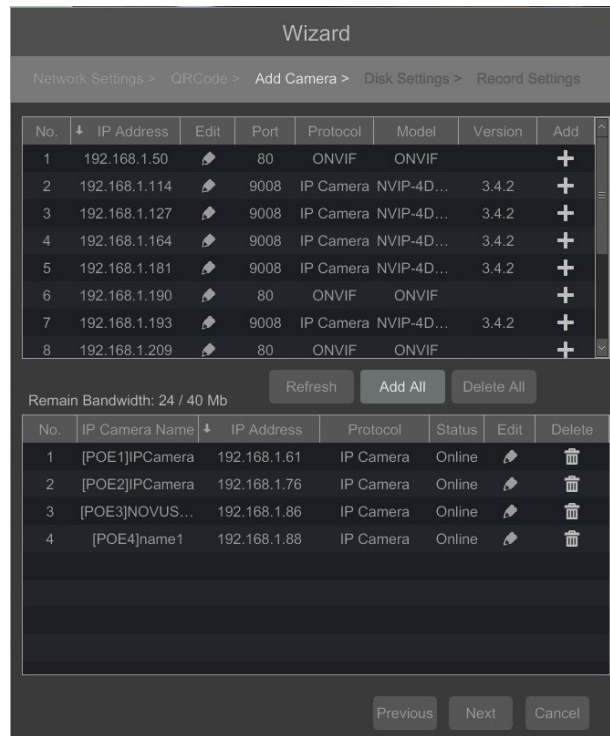 Wizard
Network Settings > QRCode > Add Camera > Disk Settings > Record Settings
No. IP Address Edit Port Protocol Model Version Add
1 192.168.1.50 80 ONVIF ONVIF
2 192.168.1.114 9008 IP Camera NVIP-4D... 3.4.2
3 192.168.1.127 9008 IP Camera NVIP-4D... 3.4.2
4 192.168.1.164 9008 IP Camera NVIP-4D... 3.4.2
5 192.168.1.181 9008 IP Camera NVIP-4D... 3.4.2
6 192.168.1.190 80 ONVIF ONVIF
7 192.168.1.193 9008 IP Camera NVIP-4D... 3.4.2
8 192.168.1.209 80 ONVIF ONVIF
Refresh Add All Delete All
Remain Bandwidth: 24 / 40 Mb
No. IP Camera Name IP Address Protocol Status Edit Delete
1 [POE1]IPCamera 192.168.1.61 IP Camera Online
2 [POE2]IPCamera 192.168.1.76 IP Camera Online
3 [POE3]NOVUS... 192.168.1.86 IP Camera Online
4 [POE4]name1 192.168.1.88 IP Camera Online
Previous Next Cancel